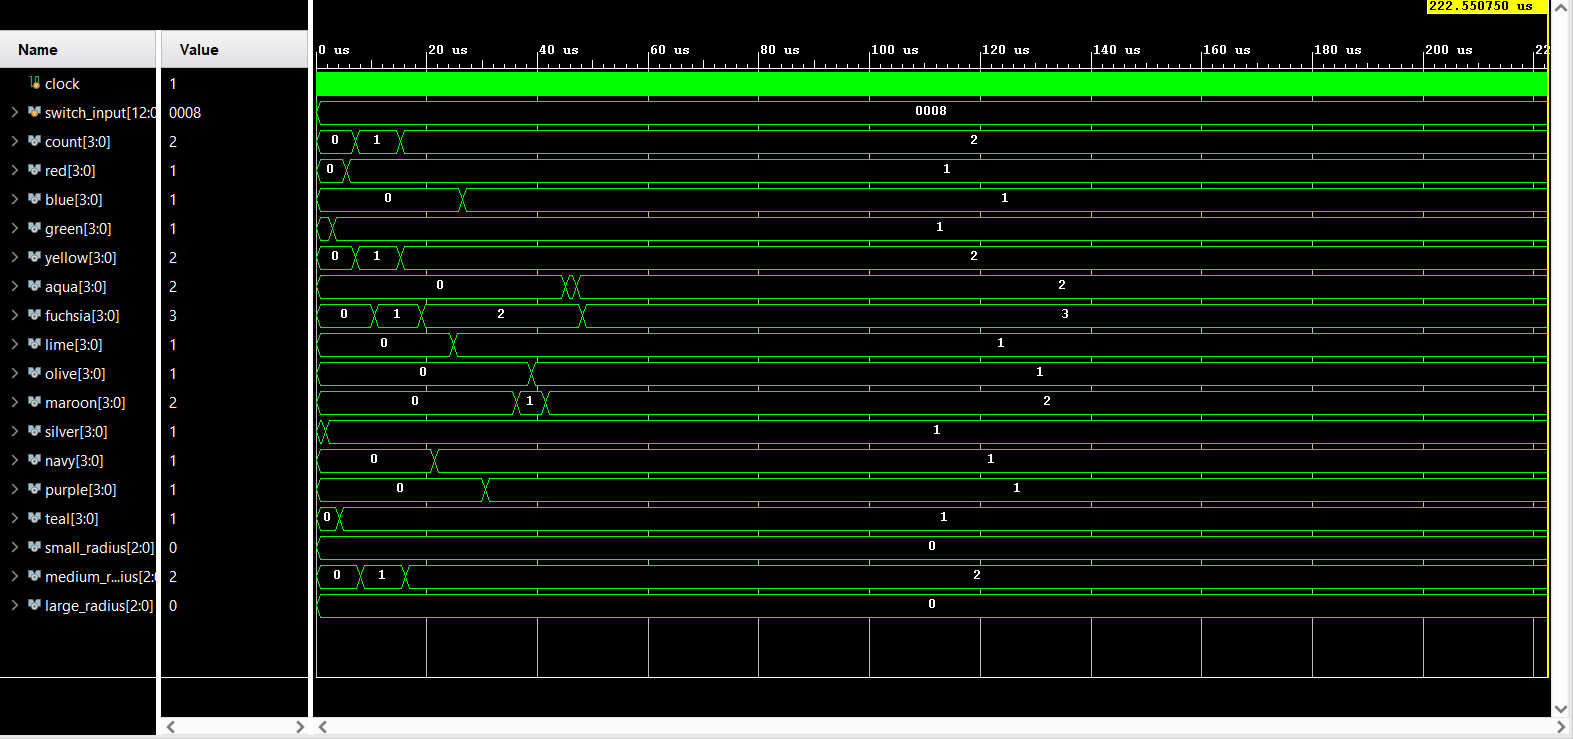 222.550750 us
Name Value
0 us 20 us 40 us 60 us 80 us 100 us 120 us 140 us 160 us 180 us 200 us 22
clock 1
switch_input[12:0 0008 0008
count[3:0] 2 0 1 2
red[3:0] 1 0 1
blue[3:0] 1 0 1
green[3:0] 1 1
yellow[3:0] 2 0 1 2
aqua[3:0] 2 0 2
fuchsia[3:0] 3 0 1 2 3
lime[3:0] 1 0 1
olive[3:0] 1 0 1
maroon[3:0] 2 0 1 2
silver[3:0] 1 1
navy[3:0] 1 0 1
purple[3:0] 1 0 1
teal[3:0] 1 0 1
small_radius[2:0] 0 0
medium_r...ius[2:0 2 0 1 2
large_radius[2:0] 0 0